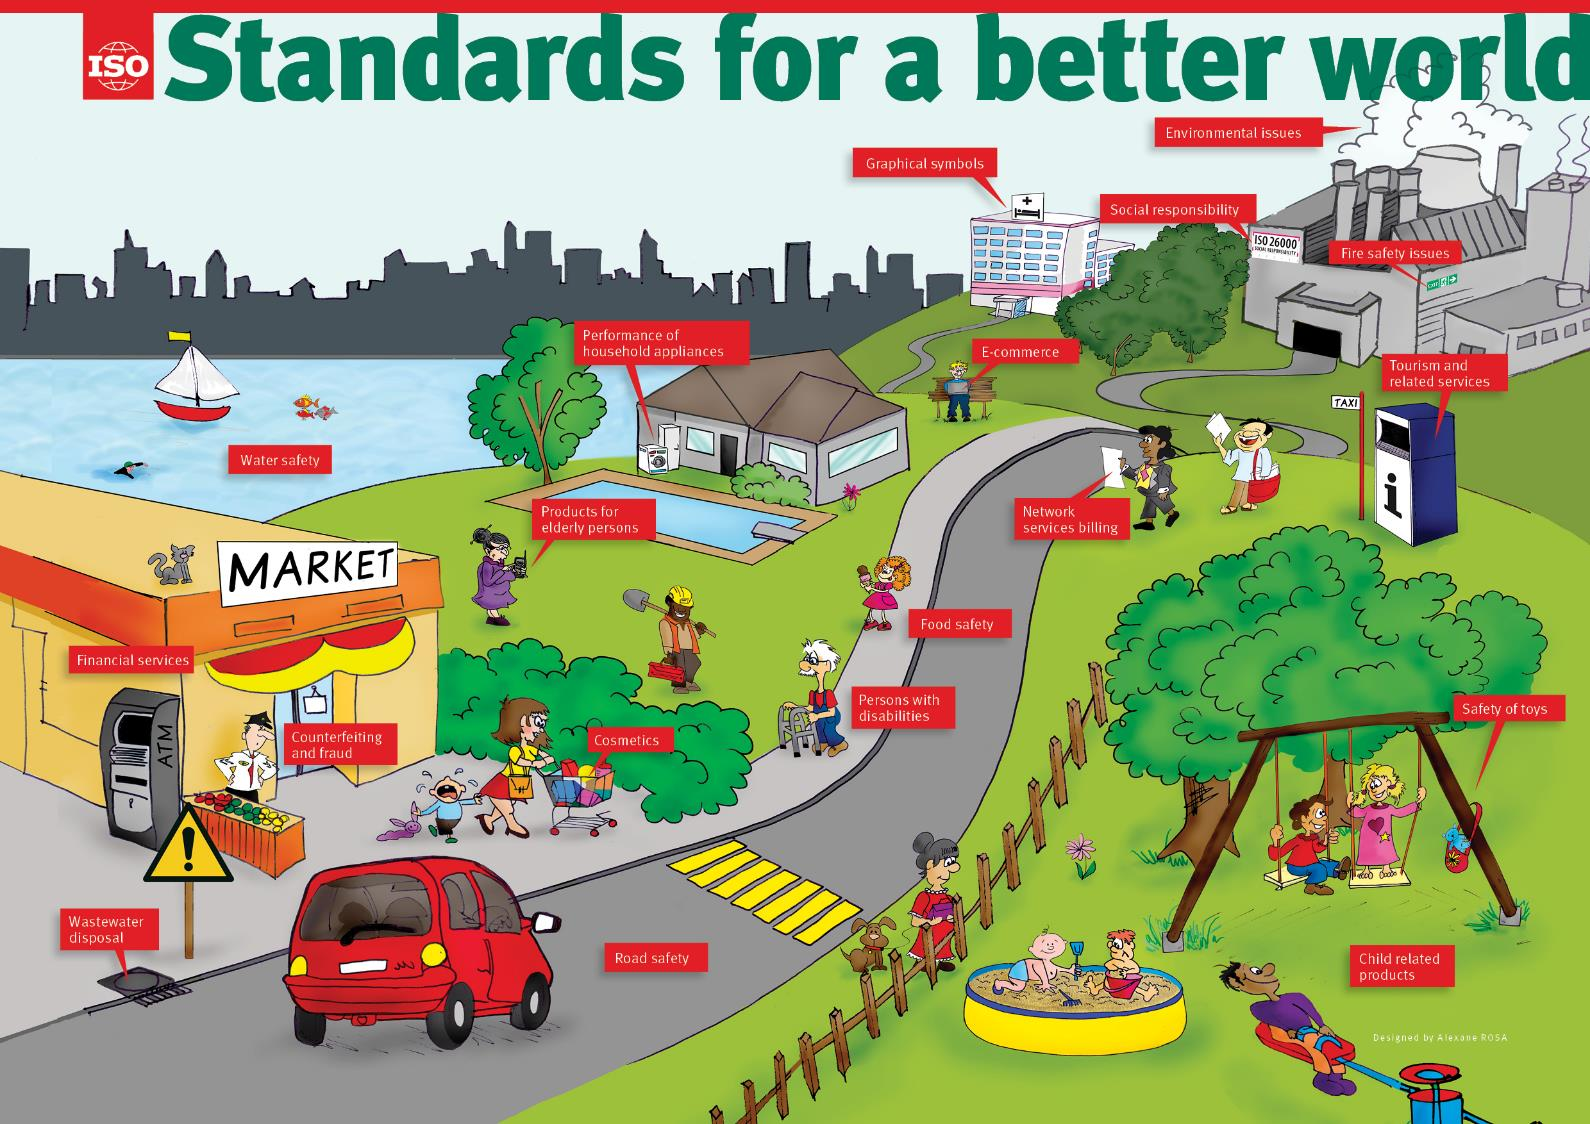 ISO
Standards for a better world
Environmental issues
Graphical symbols
Social responsibility
ISO 26000
SOCIAL RESPONSIBILITY
Fire safety issues
EXIT
Performance of
household appliances
E-commerce
Tourism and
related services
TAXI
i
Water safety
Products for
elderly persons
Network
services billing
MARKET
Food safety
Financial services
Persons with
disabilities
Safety of toys
ATM
Counterfeiting
and fraud
Cosmetics
!
Wastewater
disposal
Road safety
Child related
products
Designed by Alexane ROSA